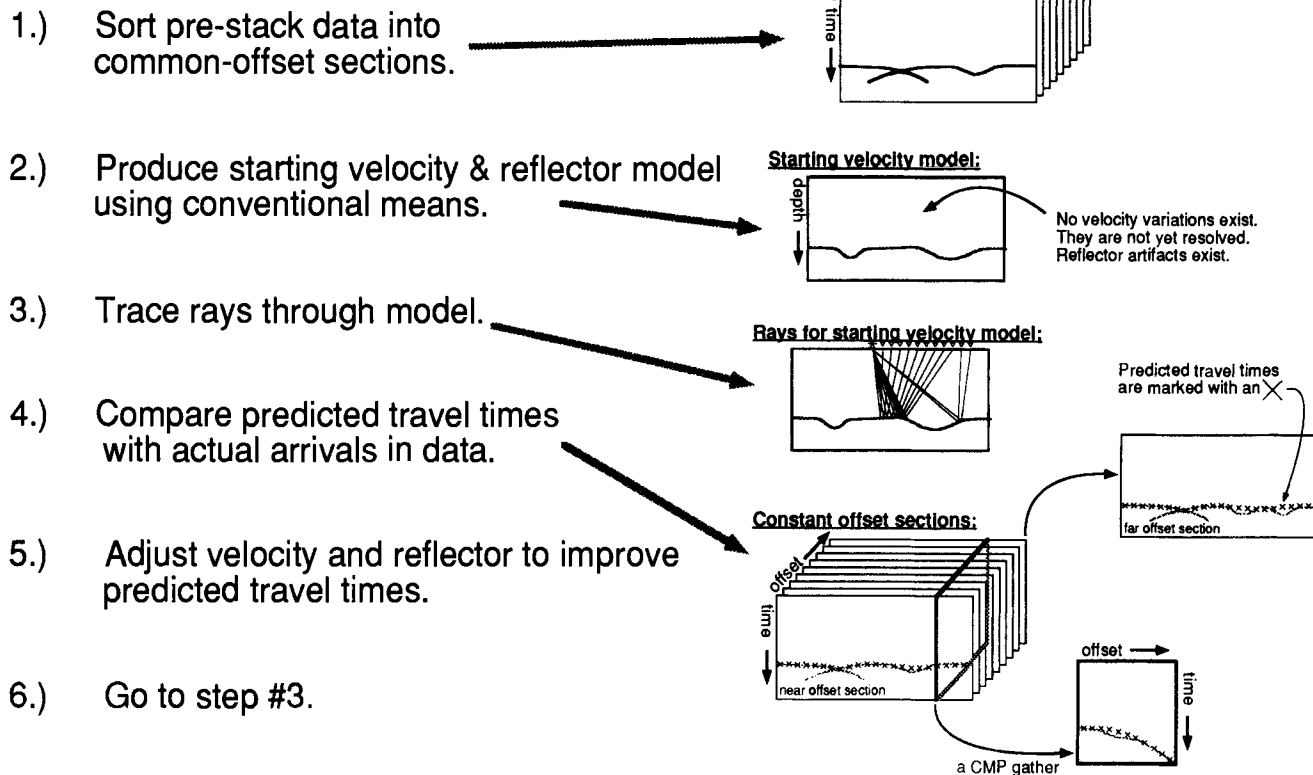 1.) Sort pre-stack data into
common-offset sections.
time
2.) Produce starting velocity & reflector model
using conventional means.
Starting velocity model:
depth
No velocity variations exist.
They are not yet resolved.
Reflector artifacts exist.
3.) Trace rays through model.
Rays for starting velocity model:
4.) Compare predicted travel times
with actual arrivals in data.
Predicted travel times
are marked with an X
far offset section
Constant offset sections:
offset
time
near offset section
5.) Adjust velocity and reflector to improve
predicted travel times.
6.) Go to step #3.
offset
time
a CMP gather